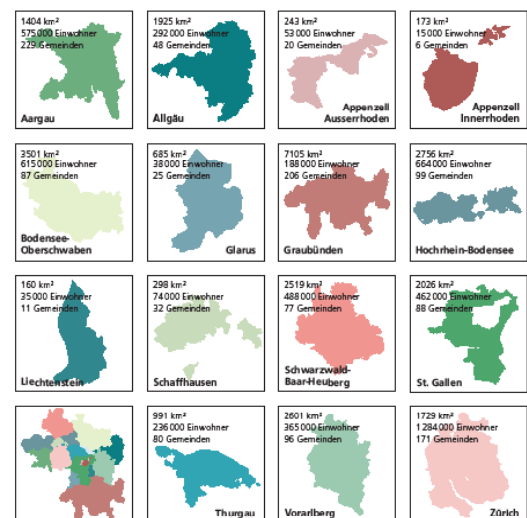 1404 km²
575 000 Einwohner
229 Gemeinden
Aargau
1925 km²
292 000 Einwohner
48 Gemeinden
Allgäu
243 km²
53 000 Einwohner
20 Gemeinden
Appenzell
Ausserrhoden
173 km²
15 000 Einwohner
6 Gemeinden
Appenzell
Innerrhoden
3501 km²
615 000 Einwohner
87 Gemeinden
Bodensee-
Oberschwaben
685 km²
38 000 Einwohner
25 Gemeinden
Glarus
7105 km²
188 000 Einwohner
206 Gemeinden
Graubünden
2756 km²
664 000 Einwohner
99 Gemeinden
Hochrhein-Bodensee
160 km²
35 000 Einwohner
11 Gemeinden
Liechtenstein
298 km²
74 000 Einwohner
32 Gemeinden
Schaffhausen
2519 km²
488 000 Einwohner
77 Gemeinden
Schwarzwald-
Baar-Heuberg
2026 km²
462 000 Einwohner
88 Gemeinden
St. Gallen
991 km²
236 000 Einwohner
80 Gemeinden
Thurgau
2601 km²
365 000 Einwohner
96 Gemeinden
Vorarlberg
1729 km²
1 284 000 Einwohner
171 Gemeinden
Zürich